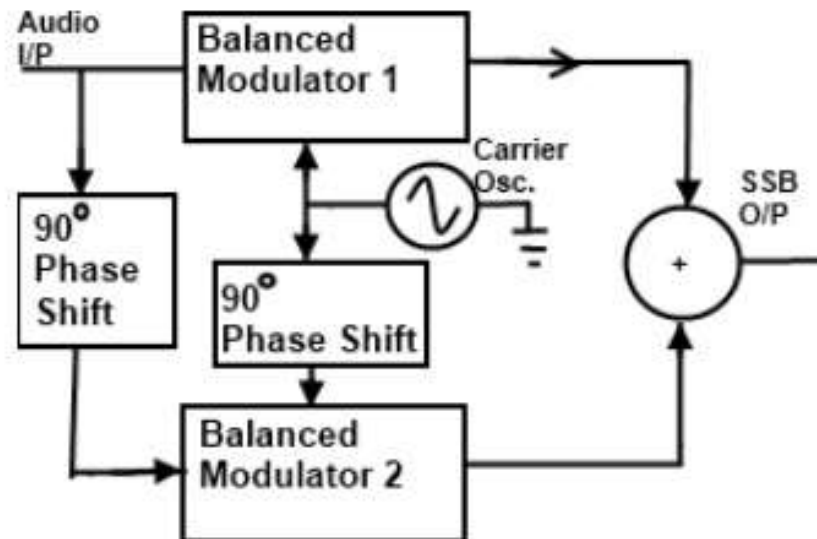 Audio
I/P
Balanced
Modulator 1
Carrier
Osc.
SSB
O/P
90°
Phase
Shift
+
90°
Phase Shift
Balanced
Modulator 2